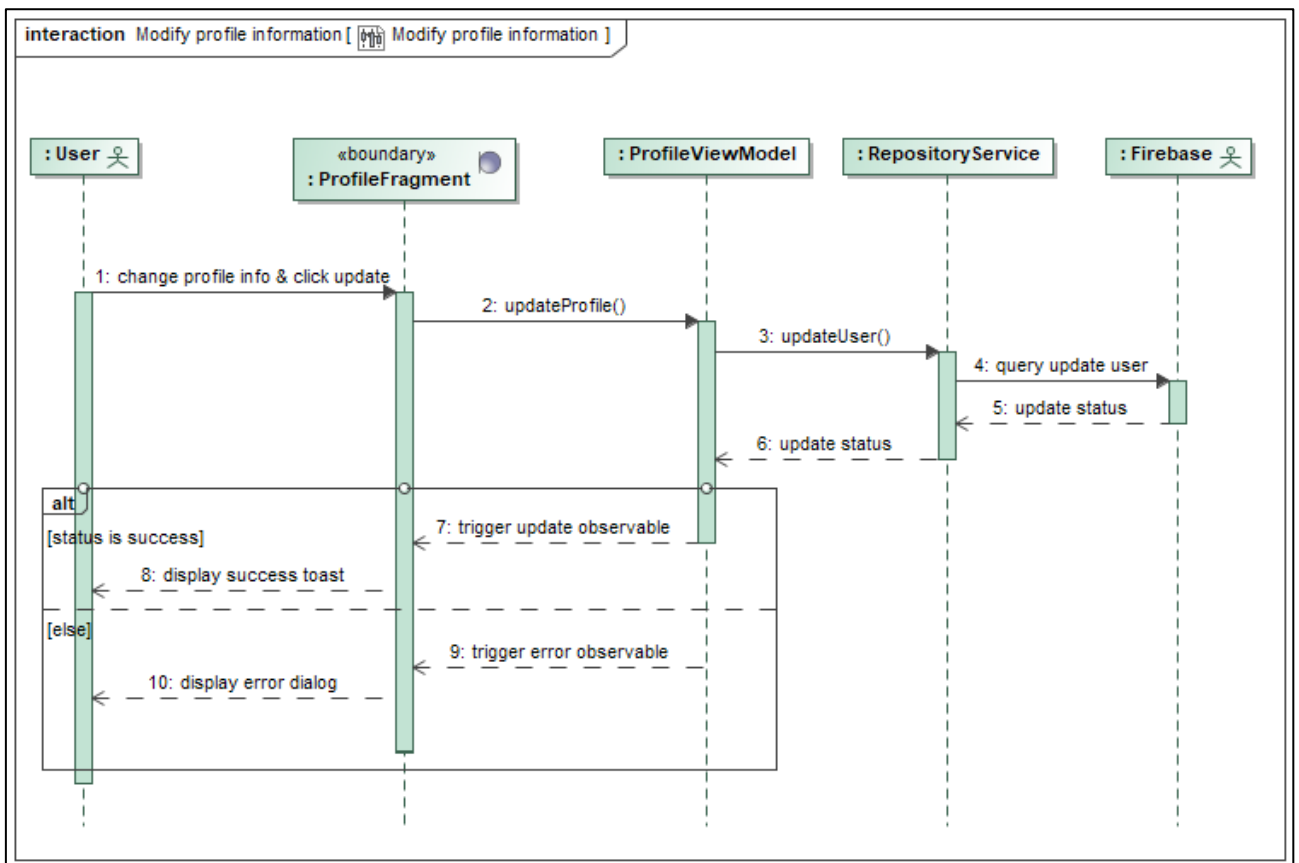 interaction Modify profile information [ Modify profile information ]
: User
«boundary»
: ProfileFragment
: ProfileViewModel
: RepositoryService
: Firebase
1: change profile info & click update
2: updateProfile()
3: updateUser()
4: query update user
5: update status
6: update status
alt
[status is success]
7: trigger update observable
8: display success toast
[else]
9: trigger error observable
10: display error dialog